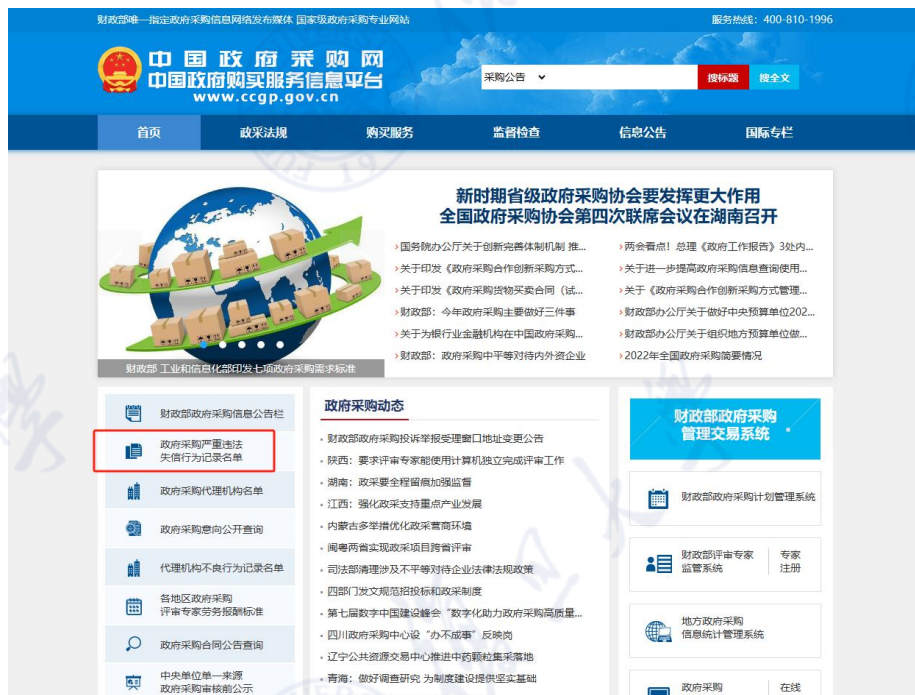 财政部唯一指定政府采购信息网络发布媒体 国家级政府采购专业网站
服务热线：400-810-1996
中国政府采购网
中国政府购买服务信息平台
www.ccgp.gov.cn
采购公告
搜标题
搜全文
首页
政采法规
购买服务
监督检查
信息公告
国际专栏
新时期省级政府采购协会要发挥更大作用
全国政府采购协会第四次联席会议在湖南召开
国务院办公厅关于创新完善体制机制 推...
关于印发《政府采购合作创新采购方式...
关于印发《政府采购货物买卖合同（试...
财政部：今年政府采购主要做好三件事
关于为银行业金融机构在中国政府采购...
财政部：政府采购中平等对待内外资企业
两会看点！总理《政府工作报告》3处内...
关于进一步提高政府采购信息查询使用...
关于《政府采购合作创新采购方式管理...
财政部办公厅关于做好中央预算单位202...
财政部办公厅关于组织地方预算单位做...
2022年全国政府采购简要情况
财政部 工业和信息化部印发七项政府采购需求标准
财政部政府采购信息公告栏
政府采购严重违法
失信行为记录名单
政府采购代理机构名单
政府采购意向公开查询
代理机构不良行为记录名单
各地区政府采购
评审专家劳务报酬标准
政府采购合同公告查询
中央单位单一来源
政府采购审核前公示
政府采购动态
财政部政府采购投诉举报受理窗口地址变更公告
陕西：要求评审专家能使用计算机独立完成评审工作
湖南：政采要全程留痕加强监督
江西：强化政采支持重点产业发展
内蒙古多举措优化政采营商环境
闽粤两省实现政采项目跨省评审
司法部清理涉及不平等对待企业法律法规政策
四部门发文规范招投标和政采制度
第七届数字中国建设峰会“数字化助力政府采购高质量...
四川政府采购中心设“办不成事”反映岗
辽宁公共资源交易中心推进中药颗粒集采落地
青海：做好调查研究 为制度建设提供坚实基础
财政部政府采购
管理交易系统
财政部政府采购计划管理系统
财政部评审专家
监管系统
专家
注册
地方政府采购
信息统计管理系统
政府采购
在线